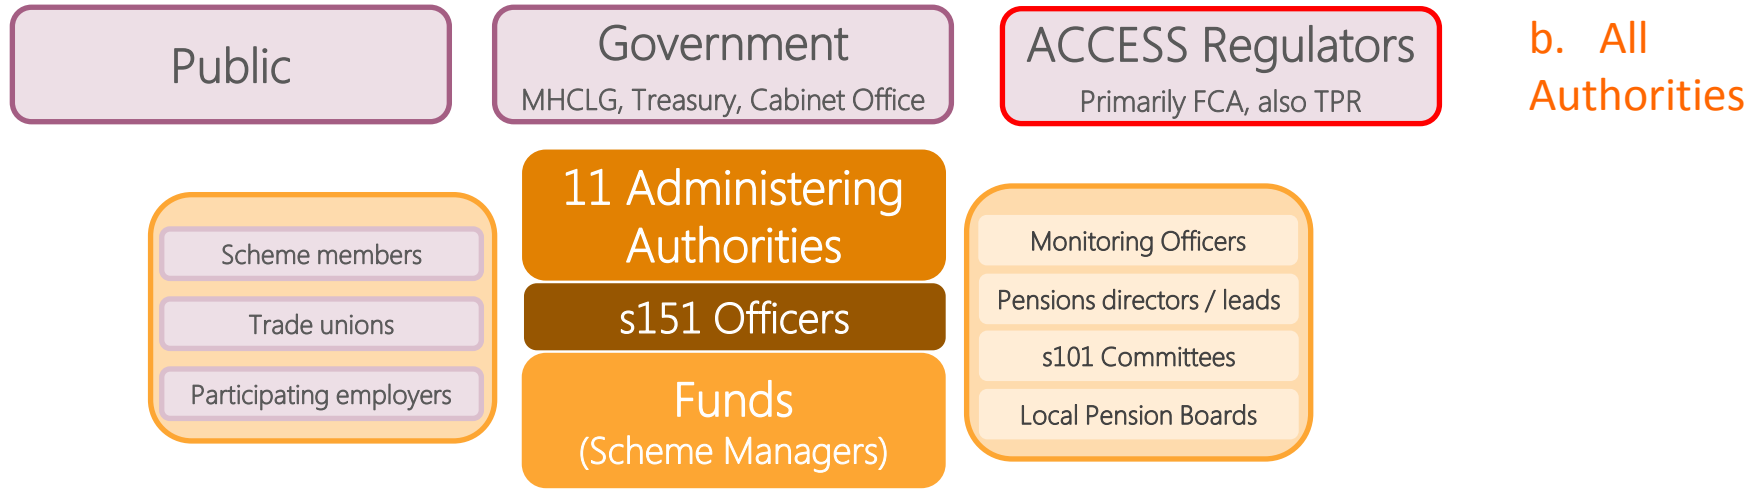 Public
Government
MHCLG, Treasury, Cabinet Office
ACCESS Regulators
Primarily FCA, also TPR
b. All
Authorities
Scheme members
Trade unions
Participating employers
11 Administering
Authorities
s151 Officers
Funds
(Scheme Managers)
Monitoring Officers
Pensions directors / leads
s101 Committees
Local Pension Boards